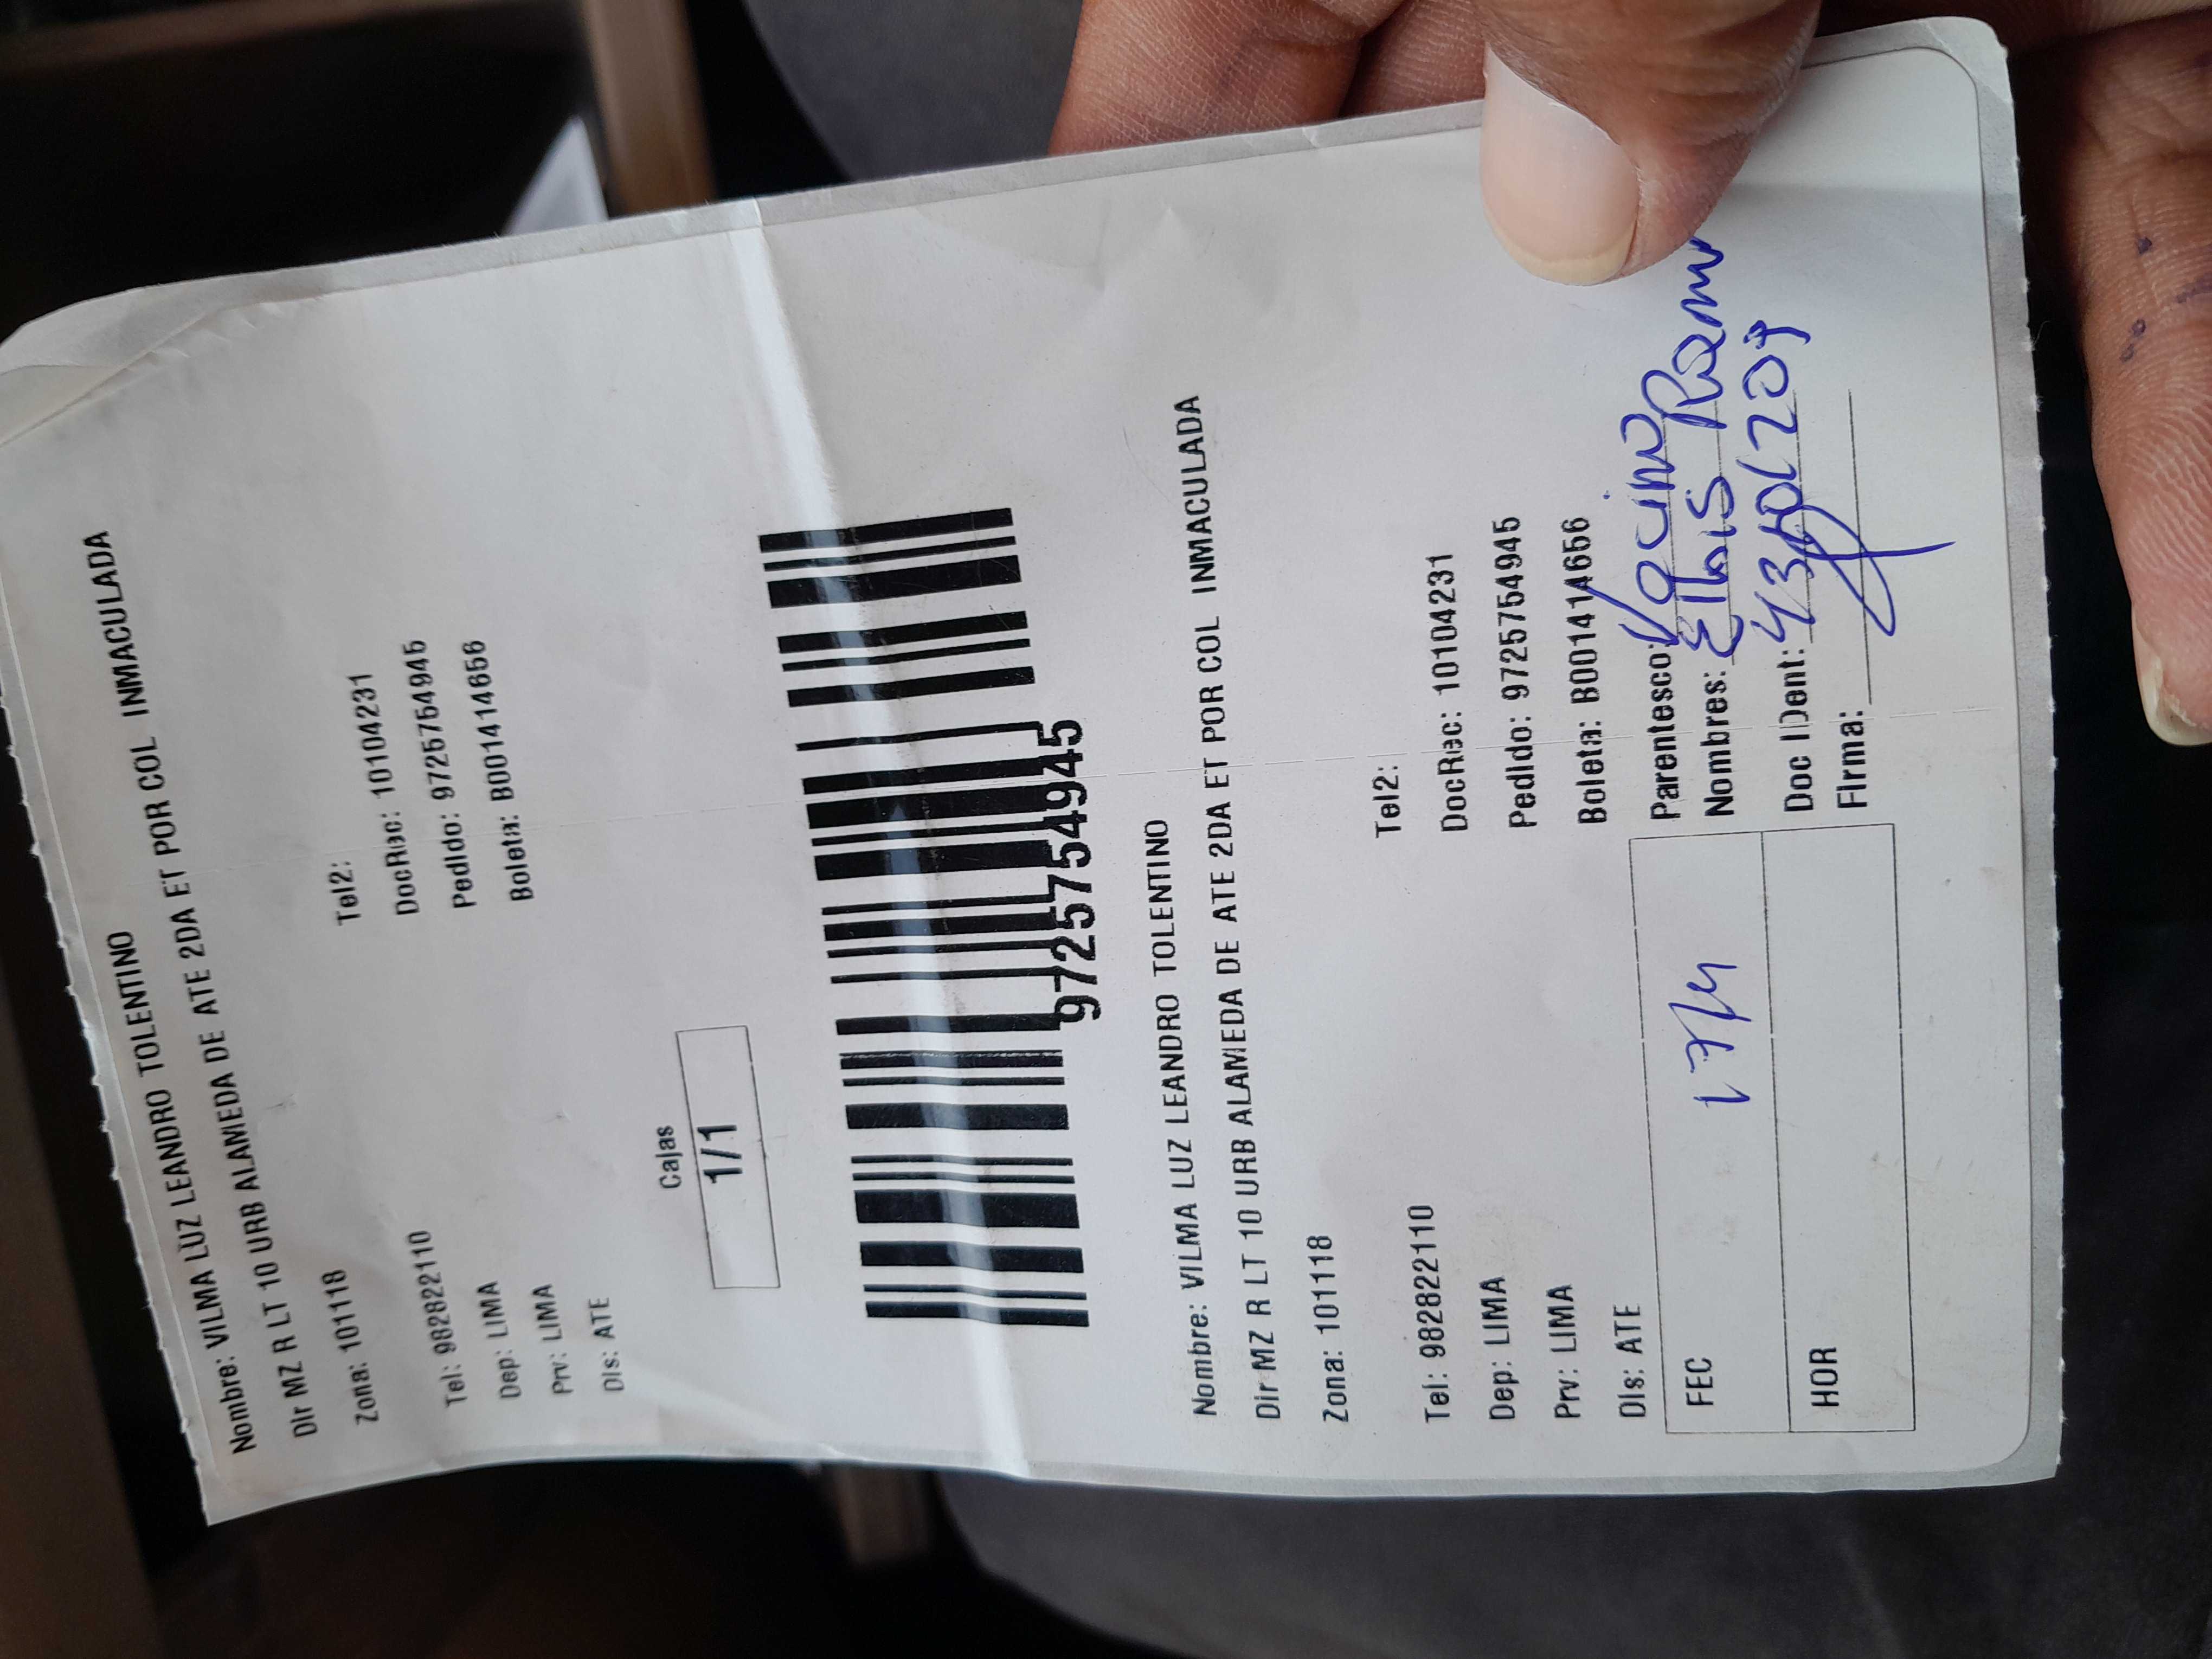 Nombre: VILMA LUZ LEANDRO TOLENTINO
Dir MZ R LT 10 URB ALAMEDA DE ATE 2DA ET POR COL INMACULADA
Zona: 101118
Tel: 982822110
Tel2:
Dep: LIMA
DocRec: 10104231
Prv: LIMA
Pedido: 9725754945
Dis: ATE
Boleta: B001414656
Cajas
1/1
9725754945
Nombre: VILMA LUZ LEANDRO TOLENTINO
Dir MZ R LT 10 URB ALAMEDA DE ATE 2DA ET POR COL INMACULADA
Zona: 101118
Tel: 982822110
Tel2:
Dep: LIMA
DocRec: 10104231
Prv: LIMA
Pedido: 9725754945
Dis: ATE
Boleta: B001414656
FEC
Parentesco: Vecino
Nombres: Elías
Doc IDent:
HOR
Firma: